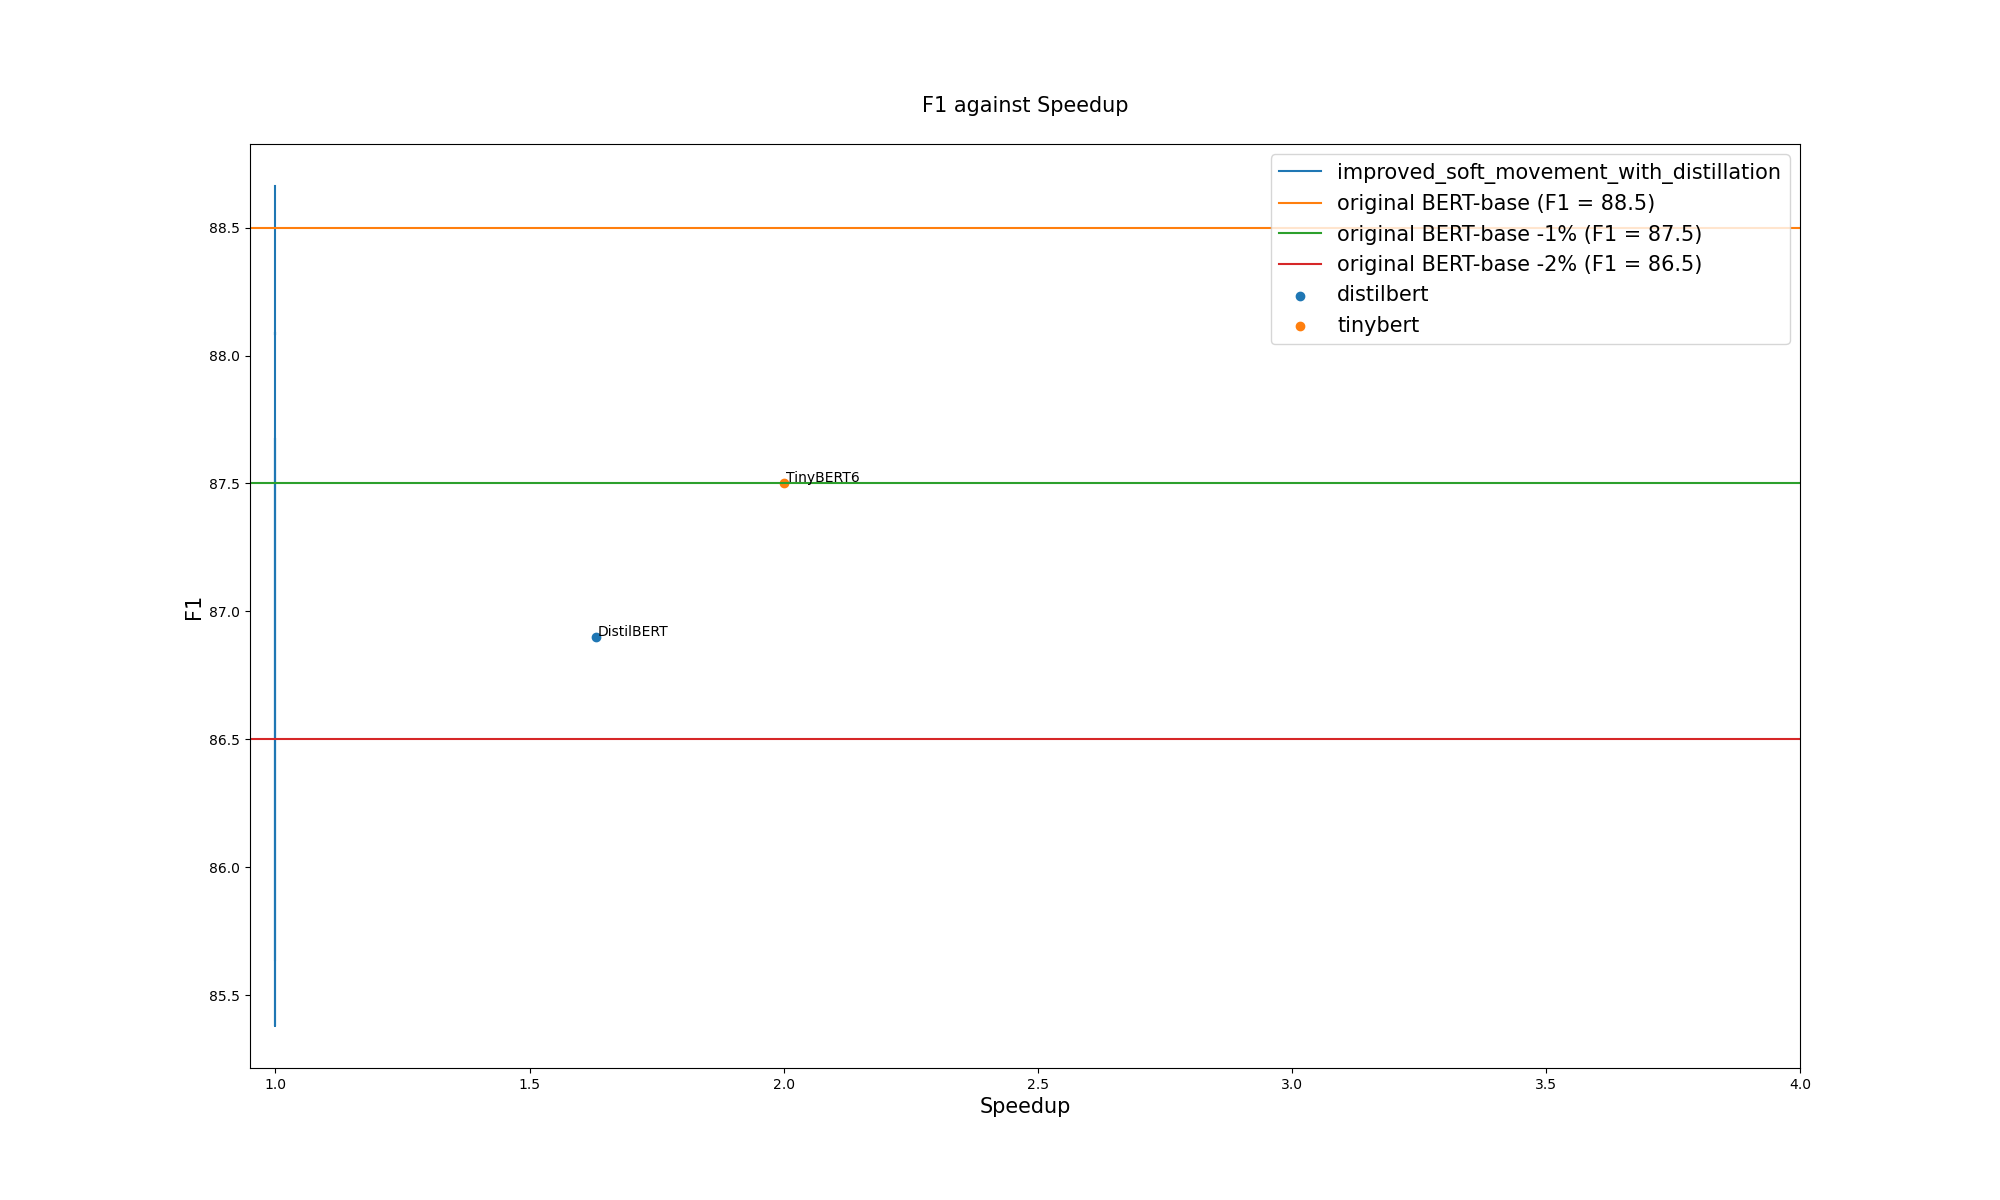 F1 against Speedup
improved_soft_movement_with_distillation
original BERT-base (F1 = 88.5)
original BERT-base -1% (F1 = 87.5)
original BERT-base -2% (F1 = 86.5)
distilbert
tinybert
88.5
88.0
87.5
87.0
86.5
86.0
85.5
F1
TinyBERT6
DistilBERT
1.0 1.5 2.0 2.5 3.0 3.5 4.0
Speedup